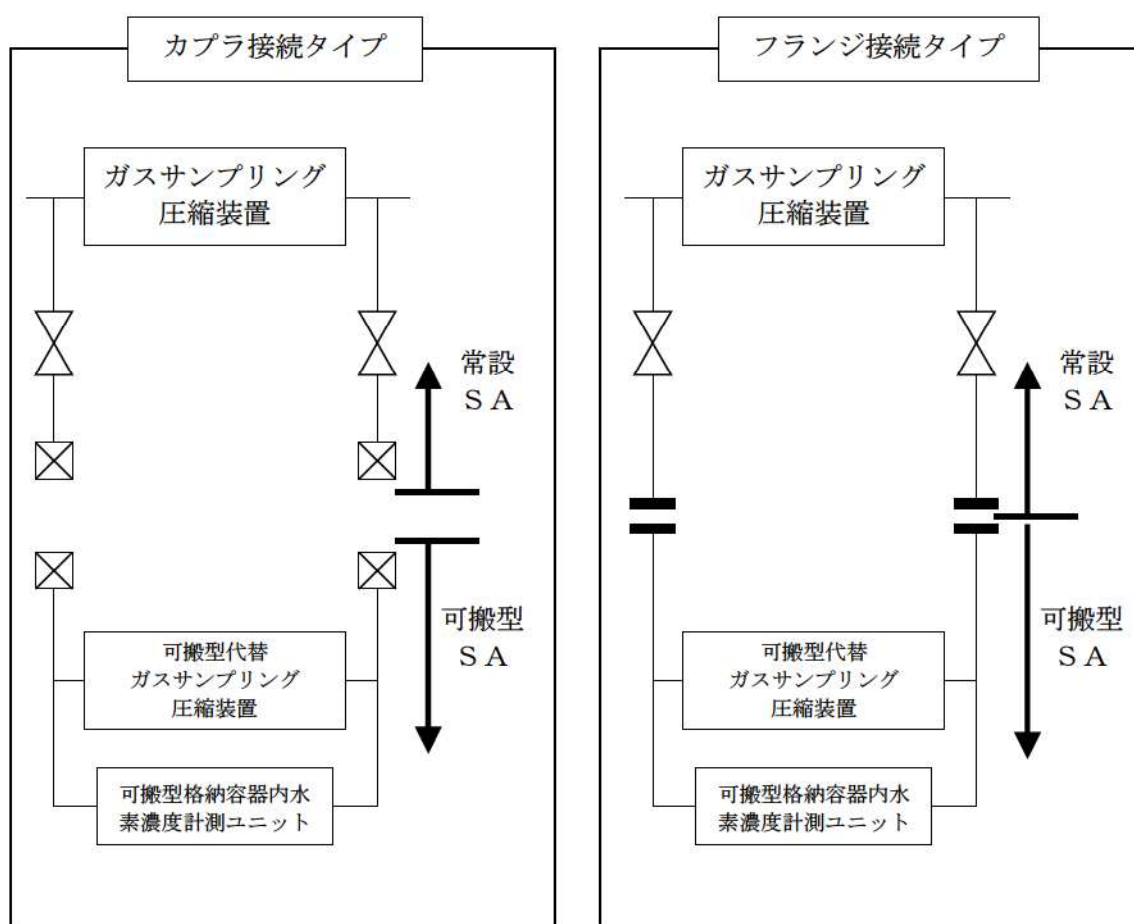 カプラ接続タイプ
ガスサンプリング
圧縮装置
常設
ＳＡ
可搬型
ＳＡ
可搬型代替
ガスサンプリング
圧縮装置
可搬型格納容器内水
素濃度計測ユニット
フランジ接続タイプ
ガスサンプリング
圧縮装置
常設
ＳＡ
可搬型
ＳＡ
可搬型代替
ガスサンプリング
圧縮装置
可搬型格納容器内水
素濃度計測ユニット